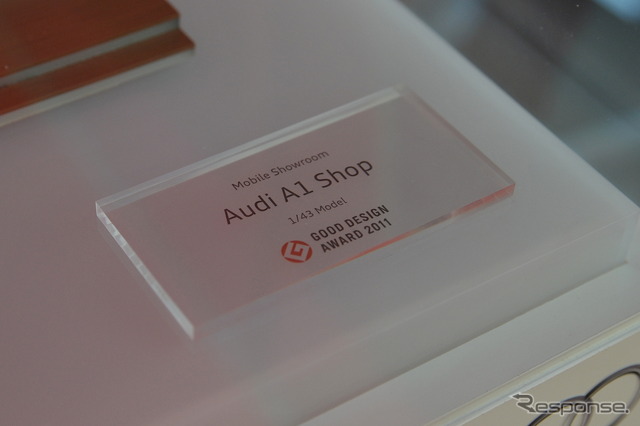 Mobile Showroom
Audi A1 Shop
1/43 Model
GOOD DESIGN
AWARD 2011
Response.